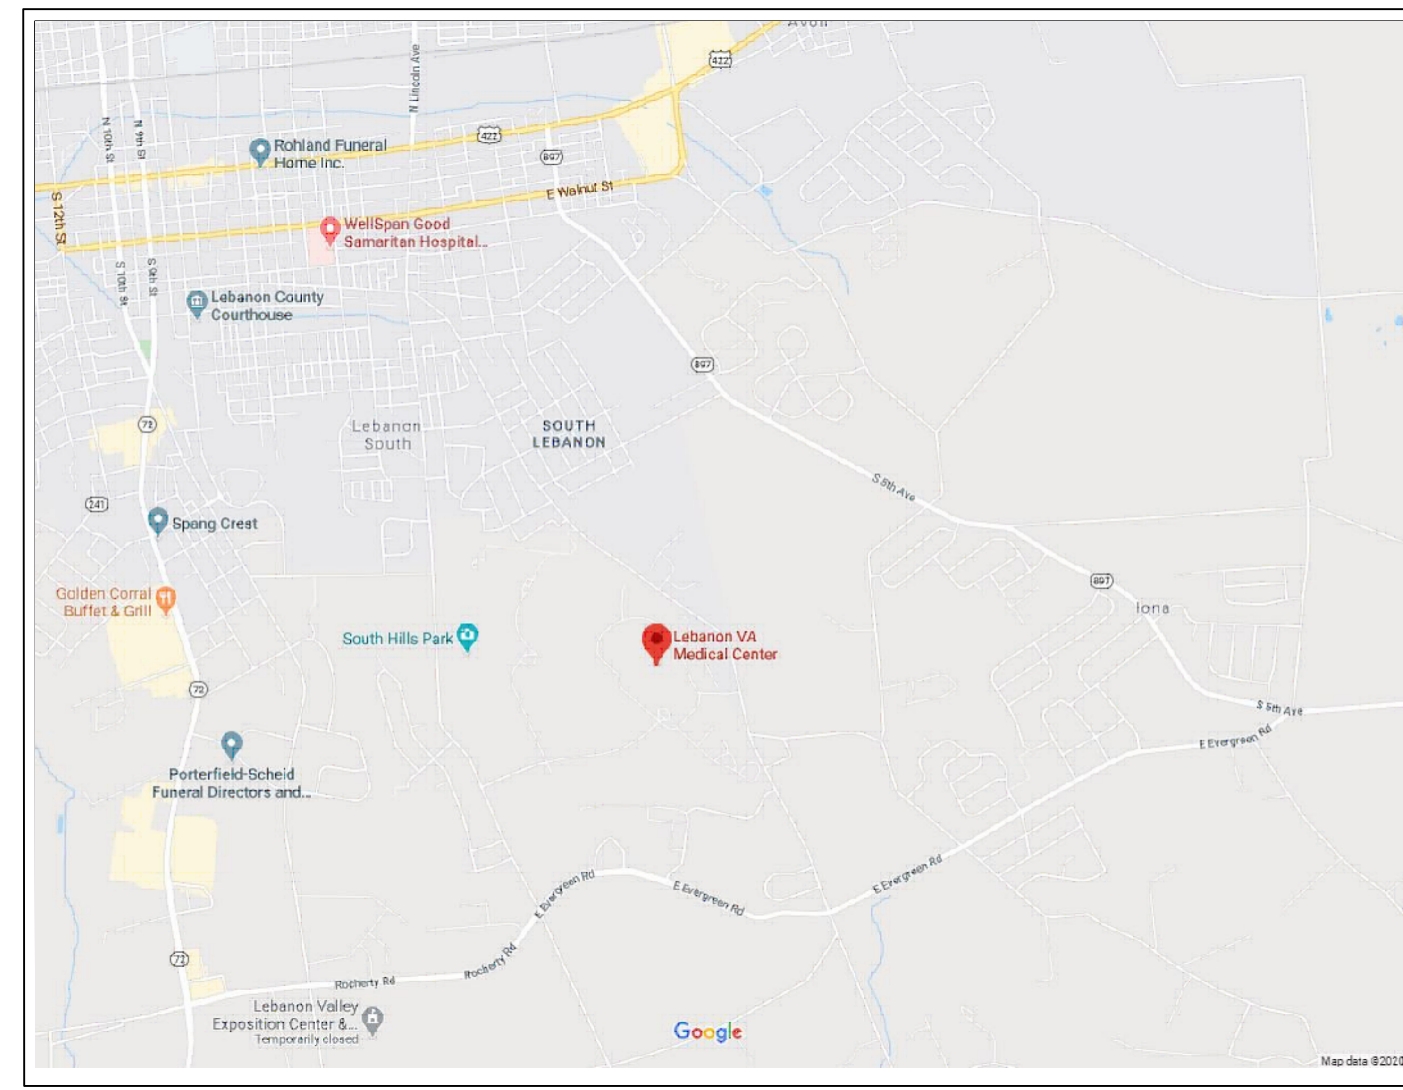 Avon
422
N Lincoln Ave
N 10th St
N 9th St
422
Rohland Funeral
Home Inc.
897
E Walnut St
S 12th St
WellSpan Good
Samaritan Hospital...
S 10th St
S 9th St
Lebanon County
Courthouse
897
72
Lebanon
South
SOUTH
LEBANON
S 5th Ave
241
Spang Crest
897
Golden Corral
Buffet & Grill
Iona
South Hills Park
Lebanon VA
Medical Center
72
S 5th Ave
E Evergreen Rd
Porterfield-Scheid
Funeral Directors and...
E Evergreen Rd
E Evergreen Rd
E Evergreen Rd
72
Rocherty Rd
Rocherty Rd
Lebanon Valley
Exposition Center &...
Temporarily closed
Google
Map data ©2020